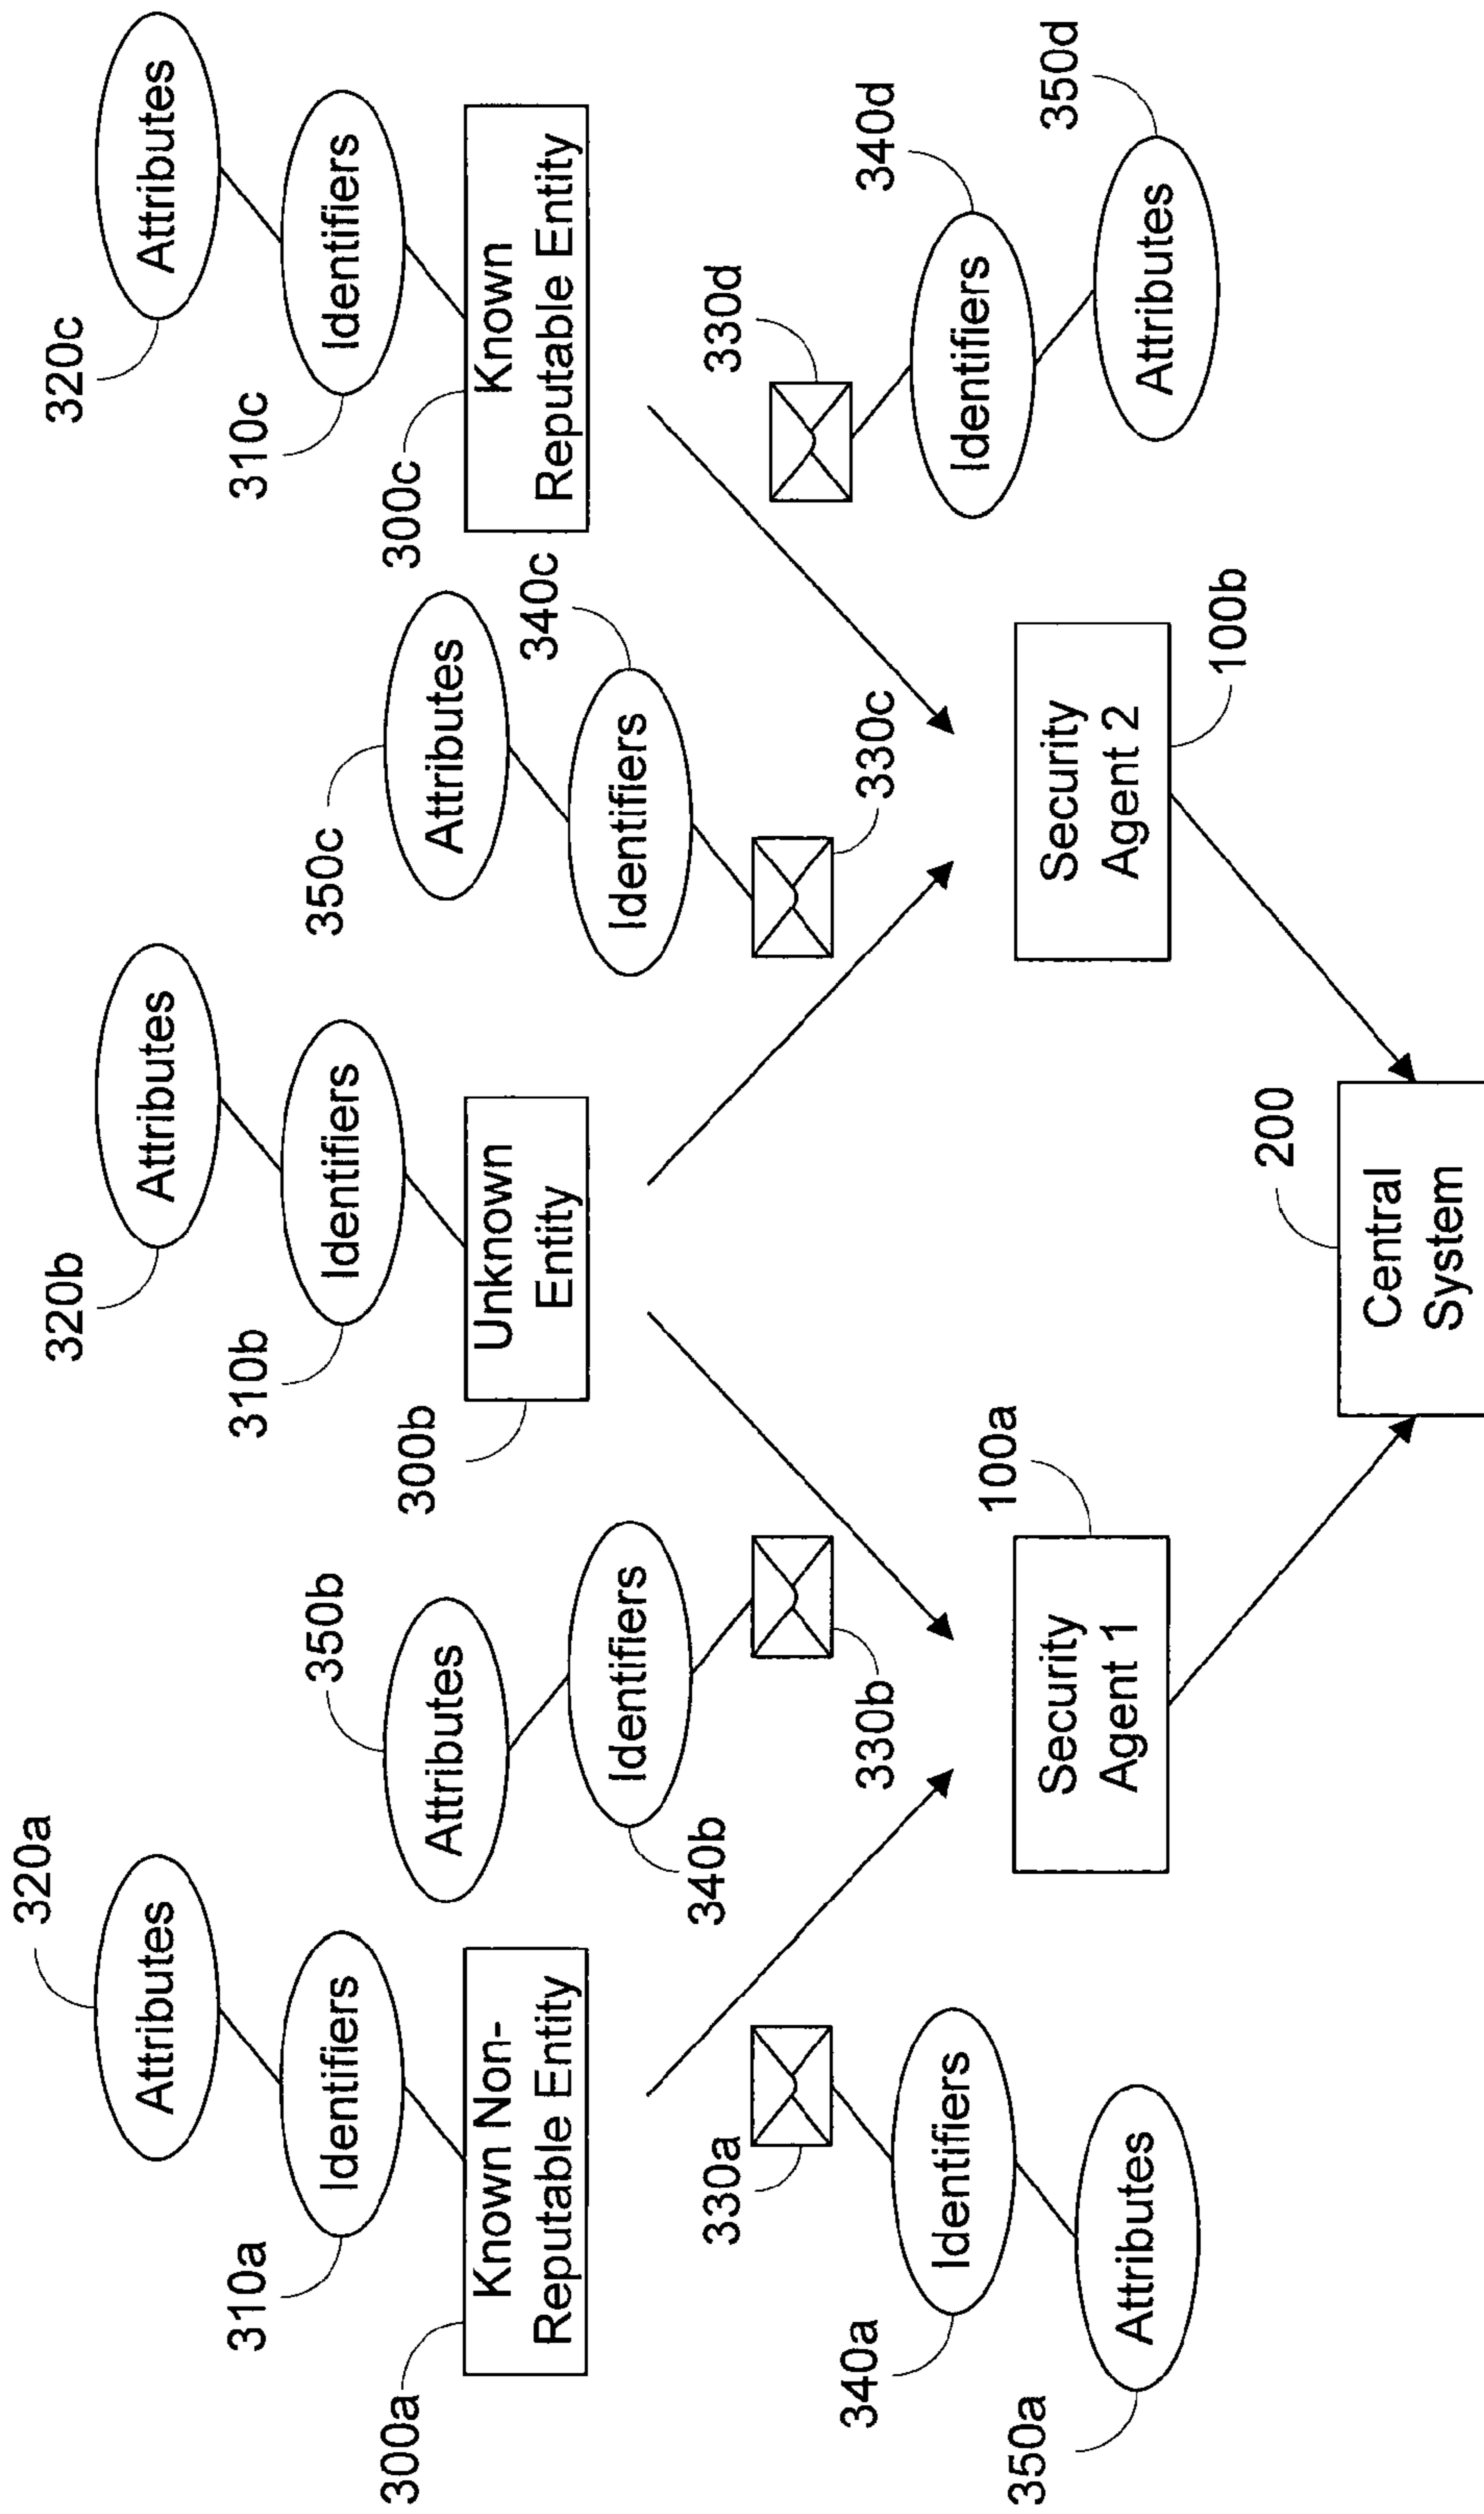 320a
Attributes
310a
Identifiers
300a
Known Non-
Reputable Entity
320b
Attributes
310b
Identifiers
300b
Unknown
Entity
320c
Attributes
310c
Identifiers
300c
Known
Reputable Entity
350b
Attributes
340b
Identifiers
330b
350c
Attributes
340c
Identifiers
330c
330a
340a
Identifiers
350a
Attributes
330d
340d
Identifiers
350d
Attributes
100a
Security
Agent 1
100b
Security
Agent 2
200
Central
System